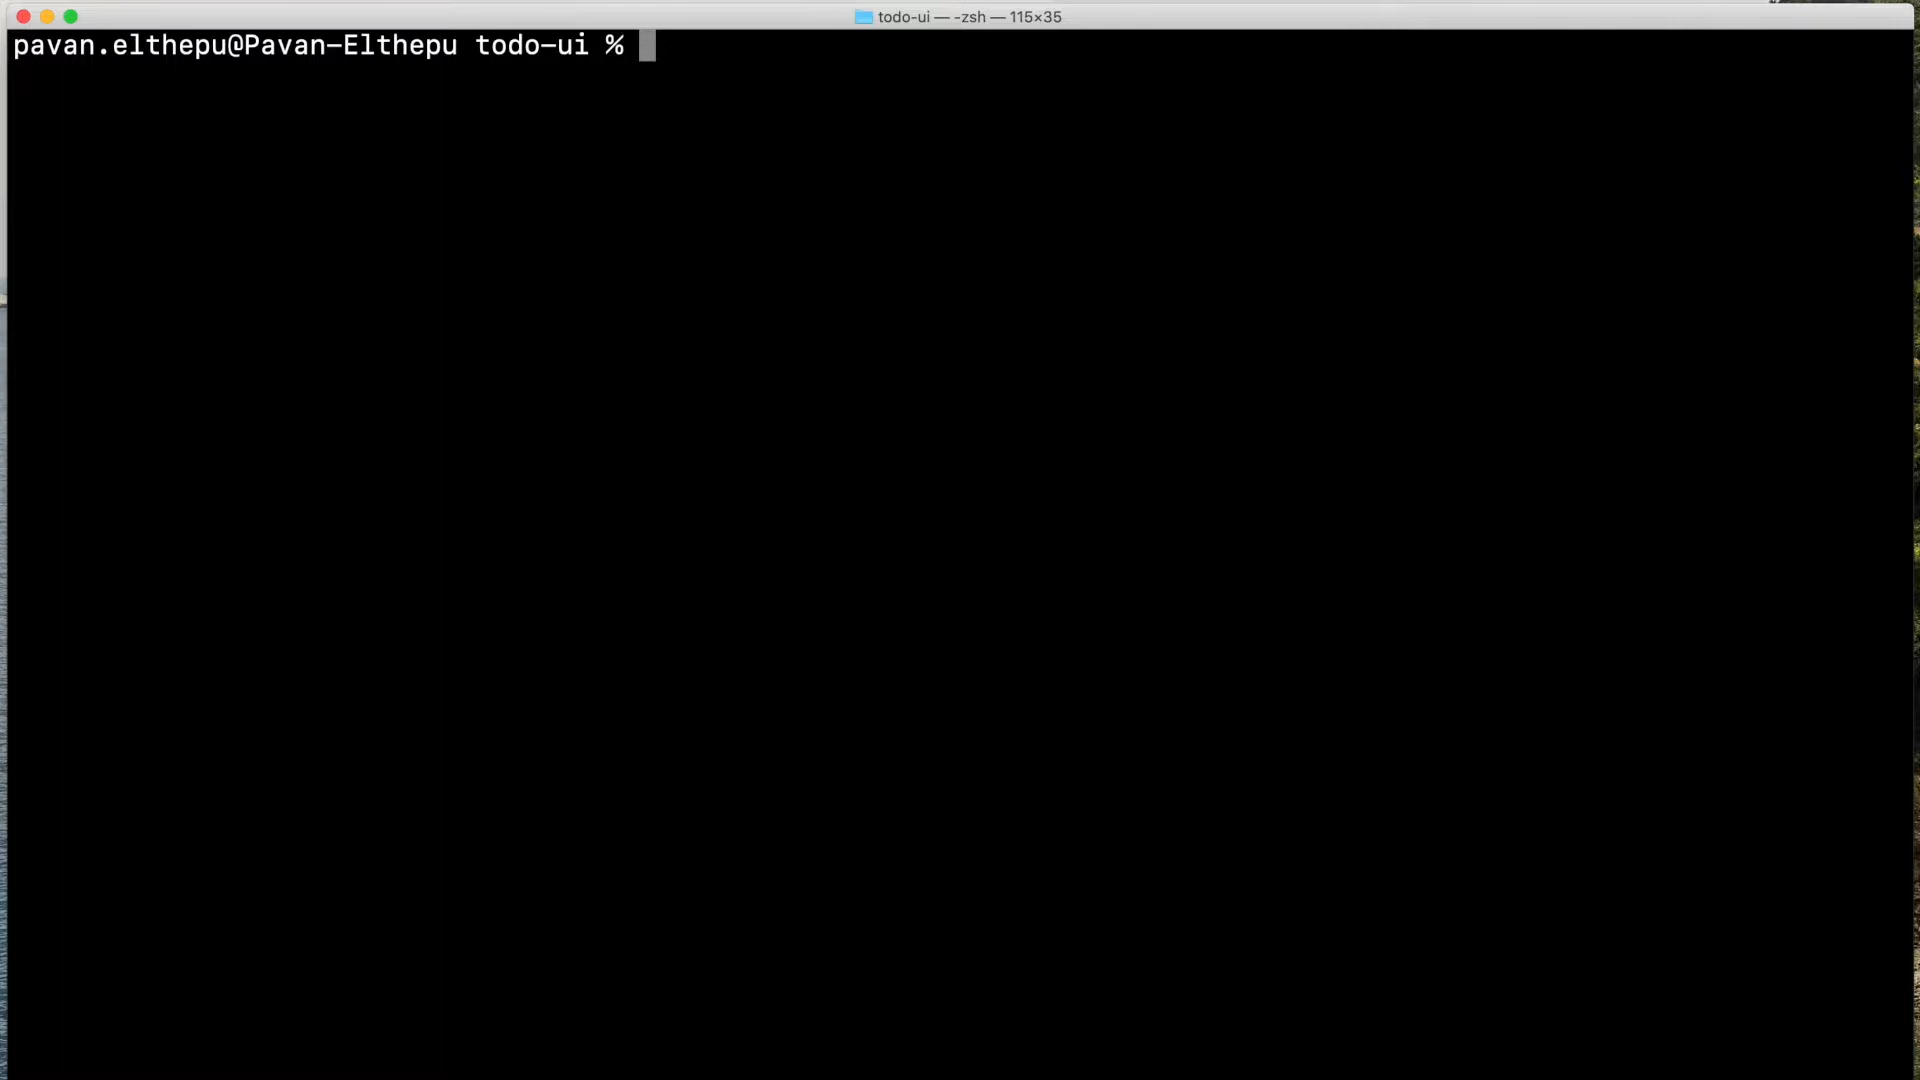 todo-ui — -zsh — 115×35
pavan.elthepu@Pavan-Elthepu todo-ui %